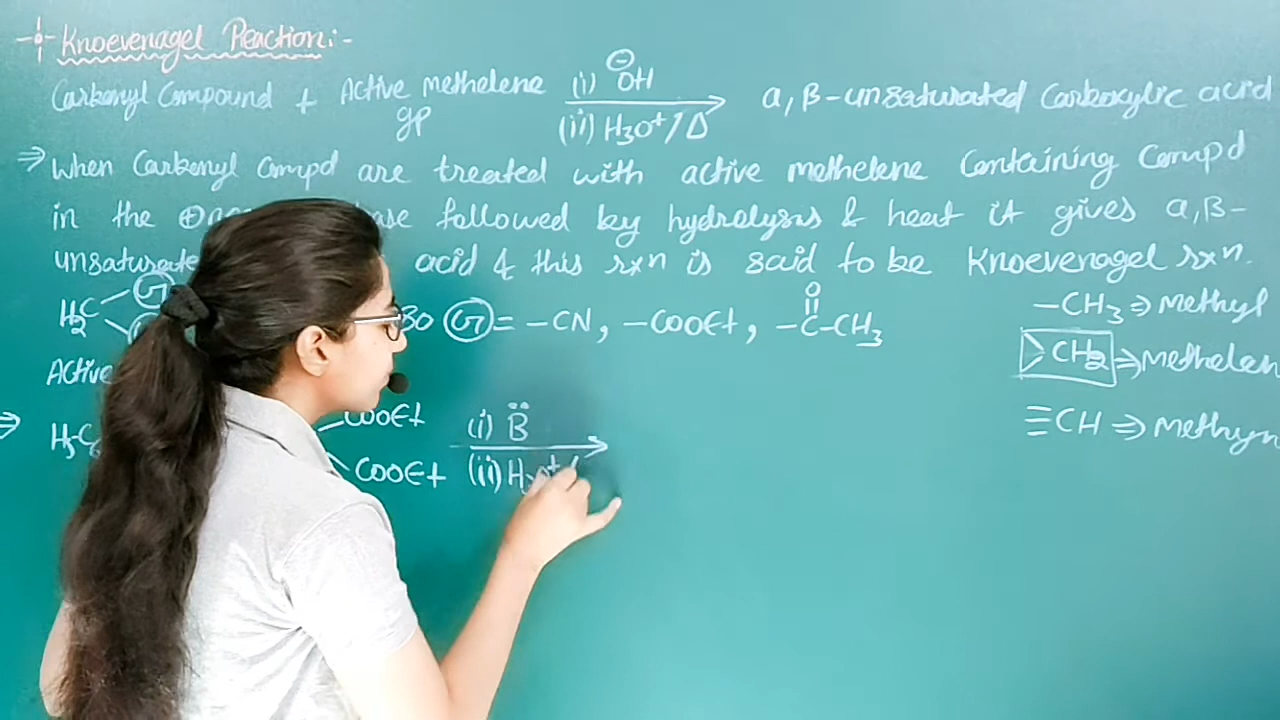 Knoevenagel Reaction:-
Carbonyl Compound + Active methelene gp (i) ⊖OH (ii) H3O+/Δ α,β-unsaturated Carboxylic acid
⇒ When Carbonyl compd are treated with active methelene Containing Compd
in the followed by hydrolysis & heat it gives α,β-
unsaturate acid & this rxn is said to be Knoevenagel rxn.
H2C G G = -CN, -COOEt, -C-CH3
O
-CH3 ⇒ Methyl
CH2 ⇒ Methelen
Active
≡CH ⇒ Methyn
⇒ COOEt (i) B̈
COOEt (ii) H3O+/